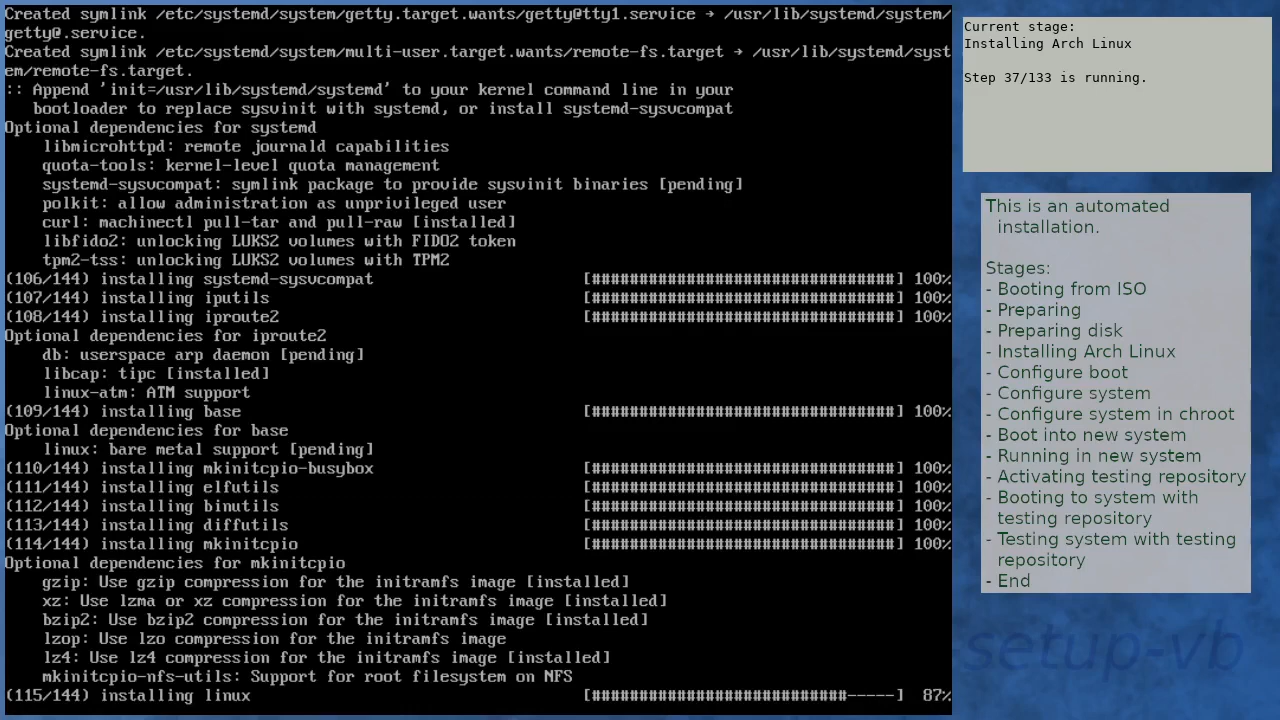 Created symlink /etc/systemd/system/getty.target.wants/getty@tty1.service → /usr/lib/systemd/system/
getty@.service.
Created symlink /etc/systemd/system/multi-user.target.wants/remote-fs.target → /usr/lib/systemd/syst
em/remote-fs.target.
:: Append 'init=/usr/lib/systemd/systemd' to your kernel command line in your
   bootloader to replace sysvinit with systemd, or install systemd-sysvcompat
Optional dependencies for systemd
    libmicrohttpd: remote journald capabilities
    quota-tools: kernel-level quota management
    systemd-sysvcompat: symlink package to provide sysvinit binaries [pending]
    polkit: allow administration as unprivileged user
    curl: machinectl pull-tar and pull-raw [installed]
    libfido2: unlocking LUKS2 volumes with FIDO2 token
    tpm2-tss: unlocking LUKS2 volumes with TPM2
(106/144) installing systemd-sysvcompat [################################] 100%
(107/144) installing iputils [################################] 100%
(108/144) installing iproute2 [################################] 100%
Optional dependencies for iproute2
    db: userspace arp daemon [pending]
    libcap: tipc [installed]
    linux-atm: ATM support
(109/144) installing base [################################] 100%
Optional dependencies for base
    linux: bare metal support [pending]
(110/144) installing mkinitcpio-busybox [################################] 100%
(111/144) installing elfutils [################################] 100%
(112/144) installing binutils [################################] 100%
(113/144) installing diffutils [################################] 100%
(114/144) installing mkinitcpio [################################] 100%
Optional dependencies for mkinitcpio
    gzip: Use gzip compression for the initramfs image [installed]
    xz: Use lzma or xz compression for the initramfs image [installed]
    bzip2: Use bzip2 compression for the initramfs image [installed]
    lzop: Use lzo compression for the initramfs image
    lz4: Use lz4 compression for the initramfs image [installed]
    mkinitcpio-nfs-utils: Support for root filesystem on NFS
(115/144) installing linux [###########################-----] 87%
Current stage:
Installing Arch Linux
Step 37/133 is running.
This is an automated
installation.
Stages:
- Booting from ISO
- Preparing
- Preparing disk
- Installing Arch Linux
- Configure boot
- Configure system
- Configure system in chroot
- Boot into new system
- Running in new system
- Activating testing repository
- Booting to system with
testing repository
- Testing system with testing
repository
- End
setup-vb